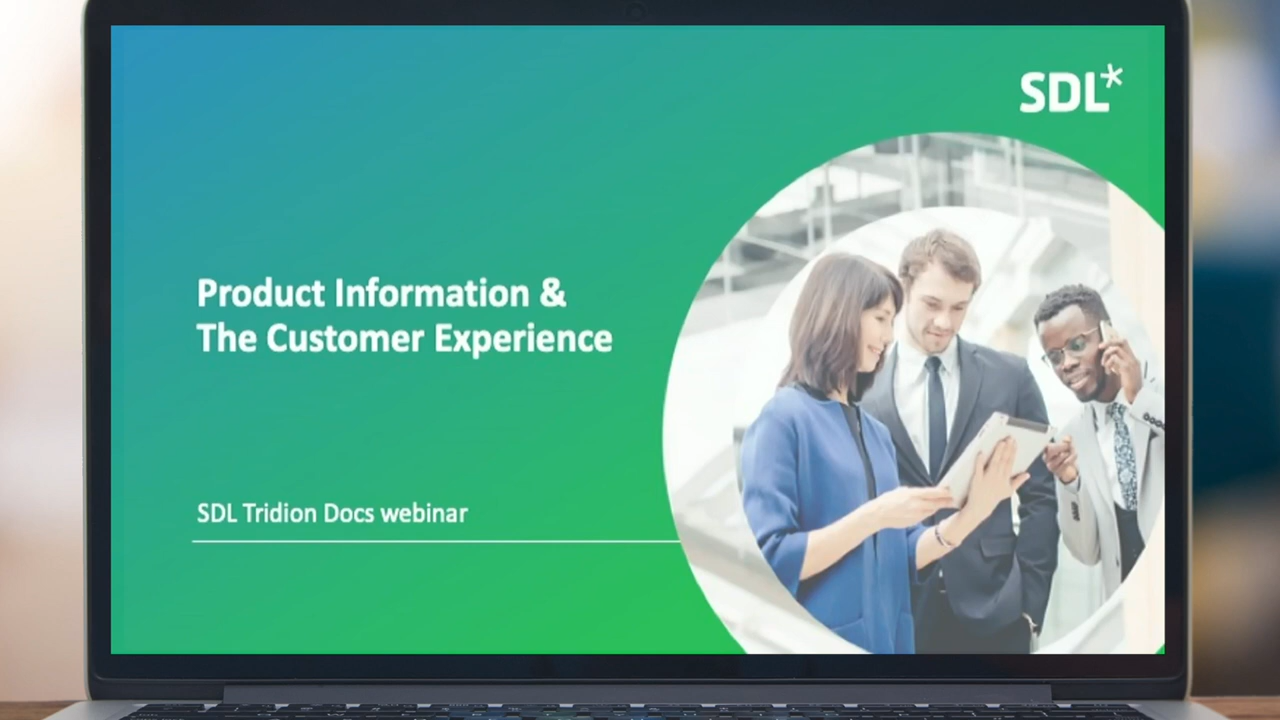 SDL*
Product Information &
The Customer Experience
SDL Tridion Docs webinar